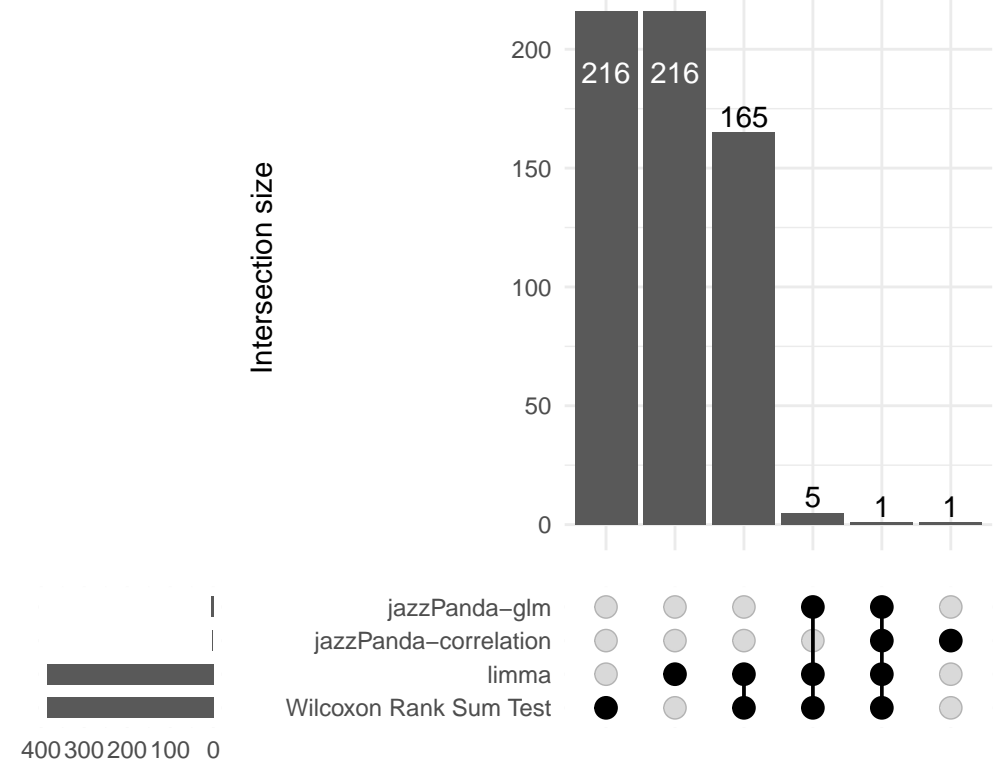 Intersection size
200
150
100
50
0
216
216
165
5
1
1
jazzPanda−glm
jazzPanda−correlation
limma
Wilcoxon Rank Sum Test
400 300 200 100 0